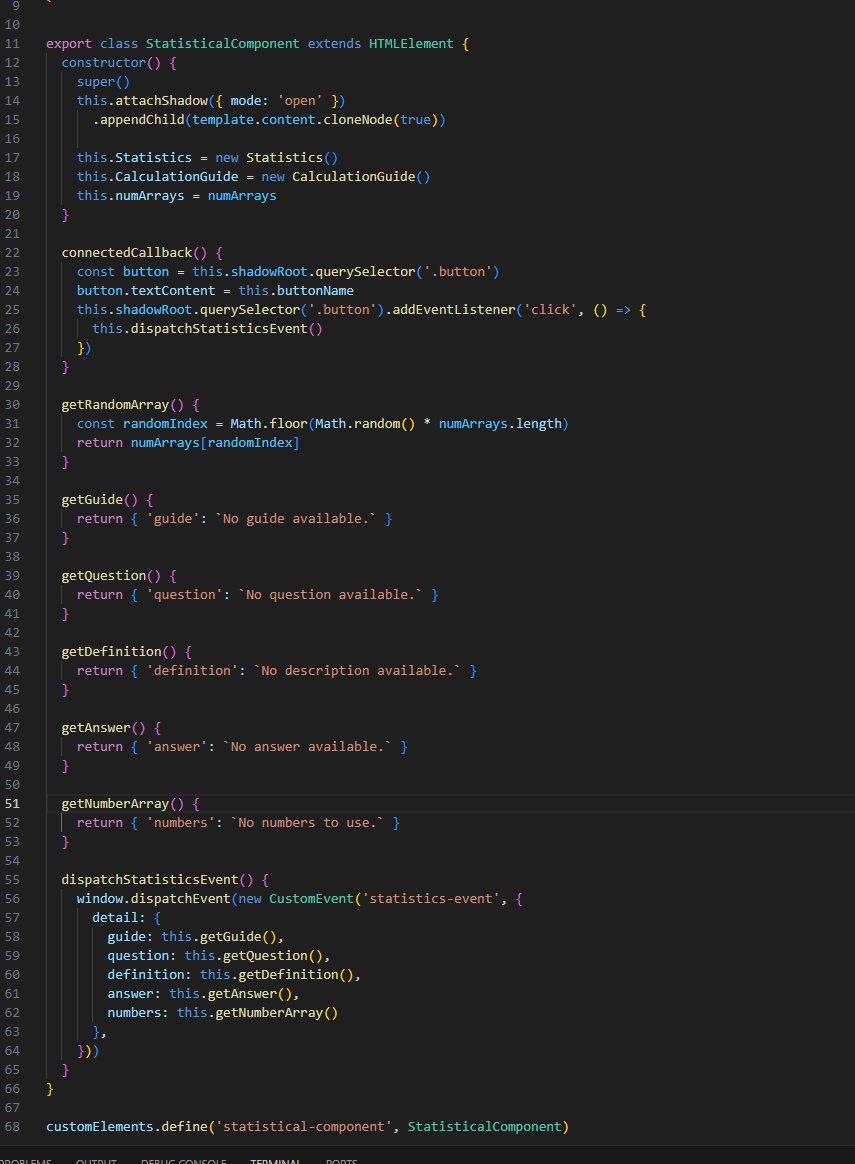 9 `
10
11 export class StatisticalComponent extends HTMLElement {
12   constructor() {
13     super()
14     this.attachShadow({ mode: 'open' })
15       .appendChild(template.content.cloneNode(true))
16
17     this.Statistics = new Statistics()
18     this.CalculationGuide = new CalculationGuide()
19     this.numArrays = numArrays
20   }
21
22   connectedCallback() {
23     const button = this.shadowRoot.querySelector('.button')
24     button.textContent = this.buttonName
25     this.shadowRoot.querySelector('.button').addEventListener('click', () => {
26       this.dispatchStatisticsEvent()
27     })
28   }
29
30   getRandomArray() {
31     const randomIndex = Math.floor(Math.random() * numArrays.length)
32     return numArrays[randomIndex]
33   }
34
35   getGuide() {
36     return { 'guide': `No guide available.` }
37   }
38
39   getQuestion() {
40     return { 'question': `No question available.` }
41   }
42
43   getDefinition() {
44     return { 'definition': `No description available.` }
45   }
46
47   getAnswer() {
48     return { 'answer': `No answer available.` }
49   }
50
51   getNumberArray() {
52     return { 'numbers': `No numbers to use.` }
53   }
54
55   dispatchStatisticsEvent() {
56     window.dispatchEvent(new CustomEvent('statistics-event', {
57       detail: {
58         guide: this.getGuide(),
59         question: this.getQuestion(),
60         definition: this.getDefinition(),
61         answer: this.getAnswer(),
62         numbers: this.getNumberArray()
63       },
64     }))
65   }
66 }
67
68 customElements.define('statistical-component', StatisticalComponent)
PROBLEMS OUTPUT DEBUG CONSOLE TERMINAL PORTS